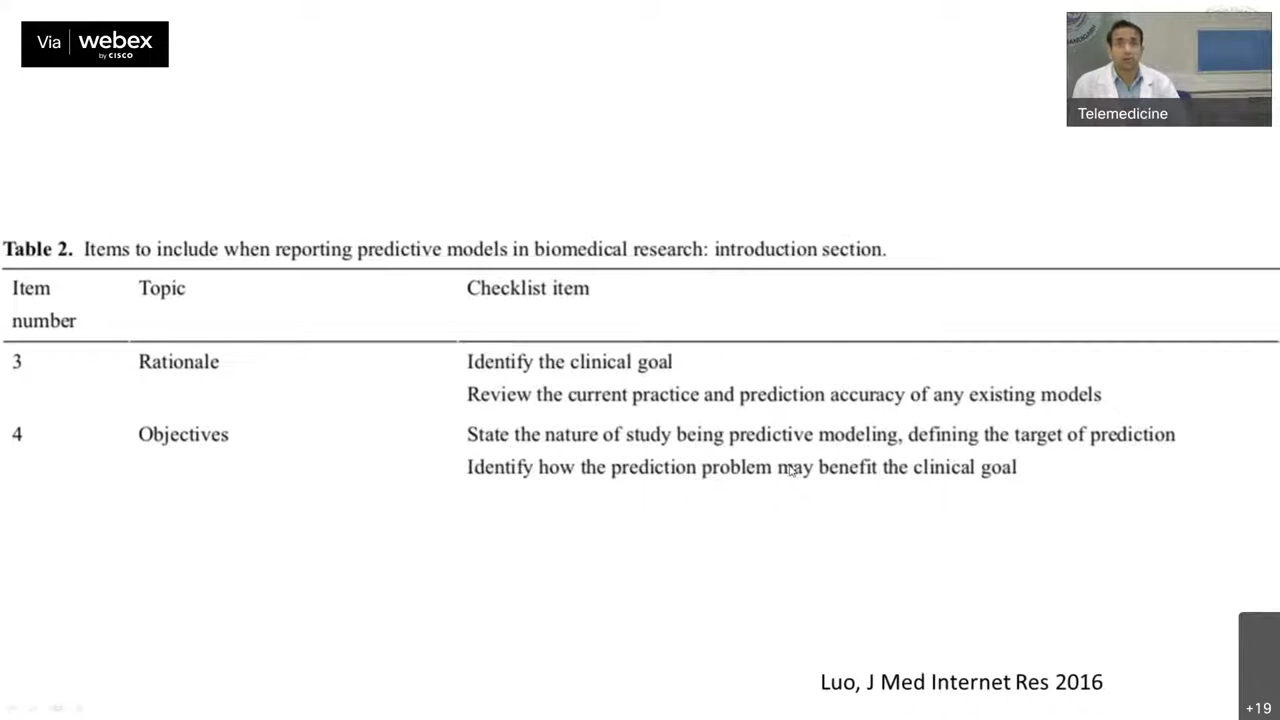 Via webex
by CISCO
Telemedicine
Table 2. Items to include when reporting predictive models in biomedical research: introduction section.
Item number Topic Checklist item
3 Rationale Identify the clinical goal
Review the current practice and prediction accuracy of any existing models
4 Objectives State the nature of study being predictive modeling, defining the target of prediction
Identify how the prediction problem may benefit the clinical goal
Luo, J Med Internet Res 2016
+19